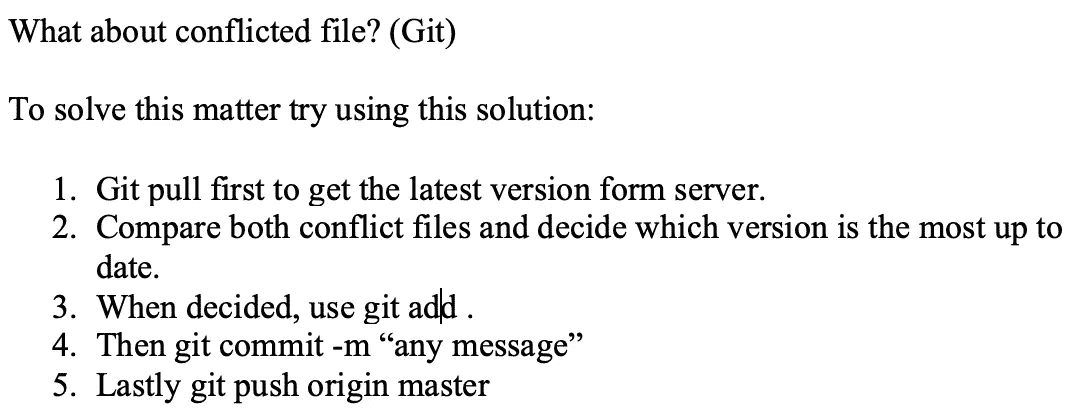 What about conflicted file? (Git)
To solve this matter try using this solution:
1. Git pull first to get the latest version form server.
2. Compare both conflict files and decide which version is the most up to
date.
3. When decided, use git add .
4. Then git commit -m “any message”
5. Lastly git push origin master